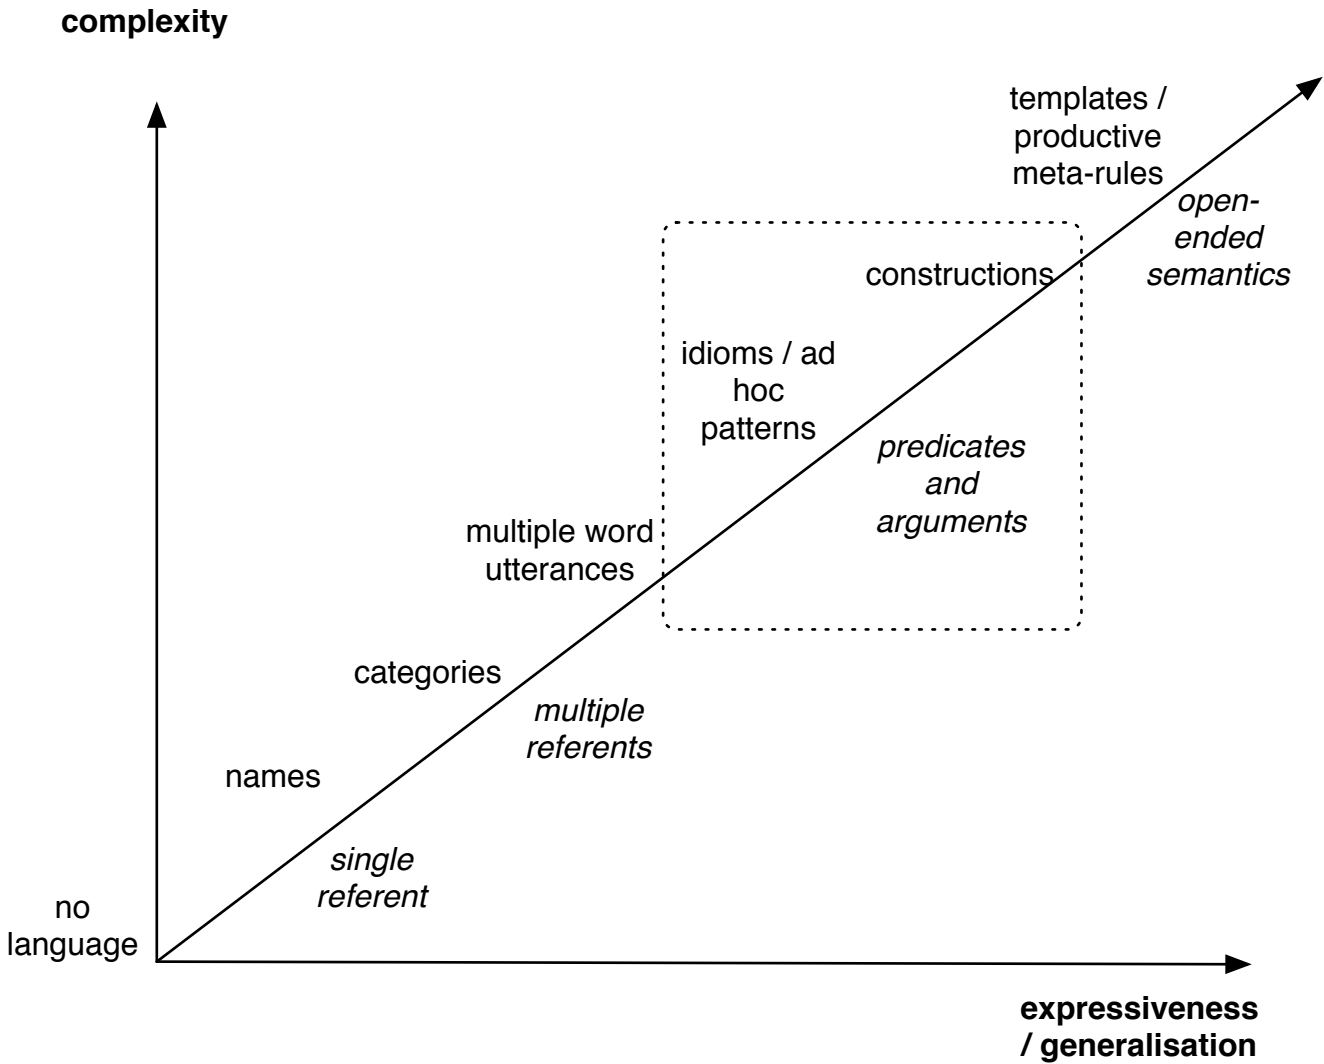 complexity
templates /
productive
meta-rules
open-
ended
semantics
constructions
idioms / ad
hoc
patterns
predicates
and
arguments
multiple word
utterances
categories
multiple
referents
names
single
referent
no
language
expressiveness
/ generalisation